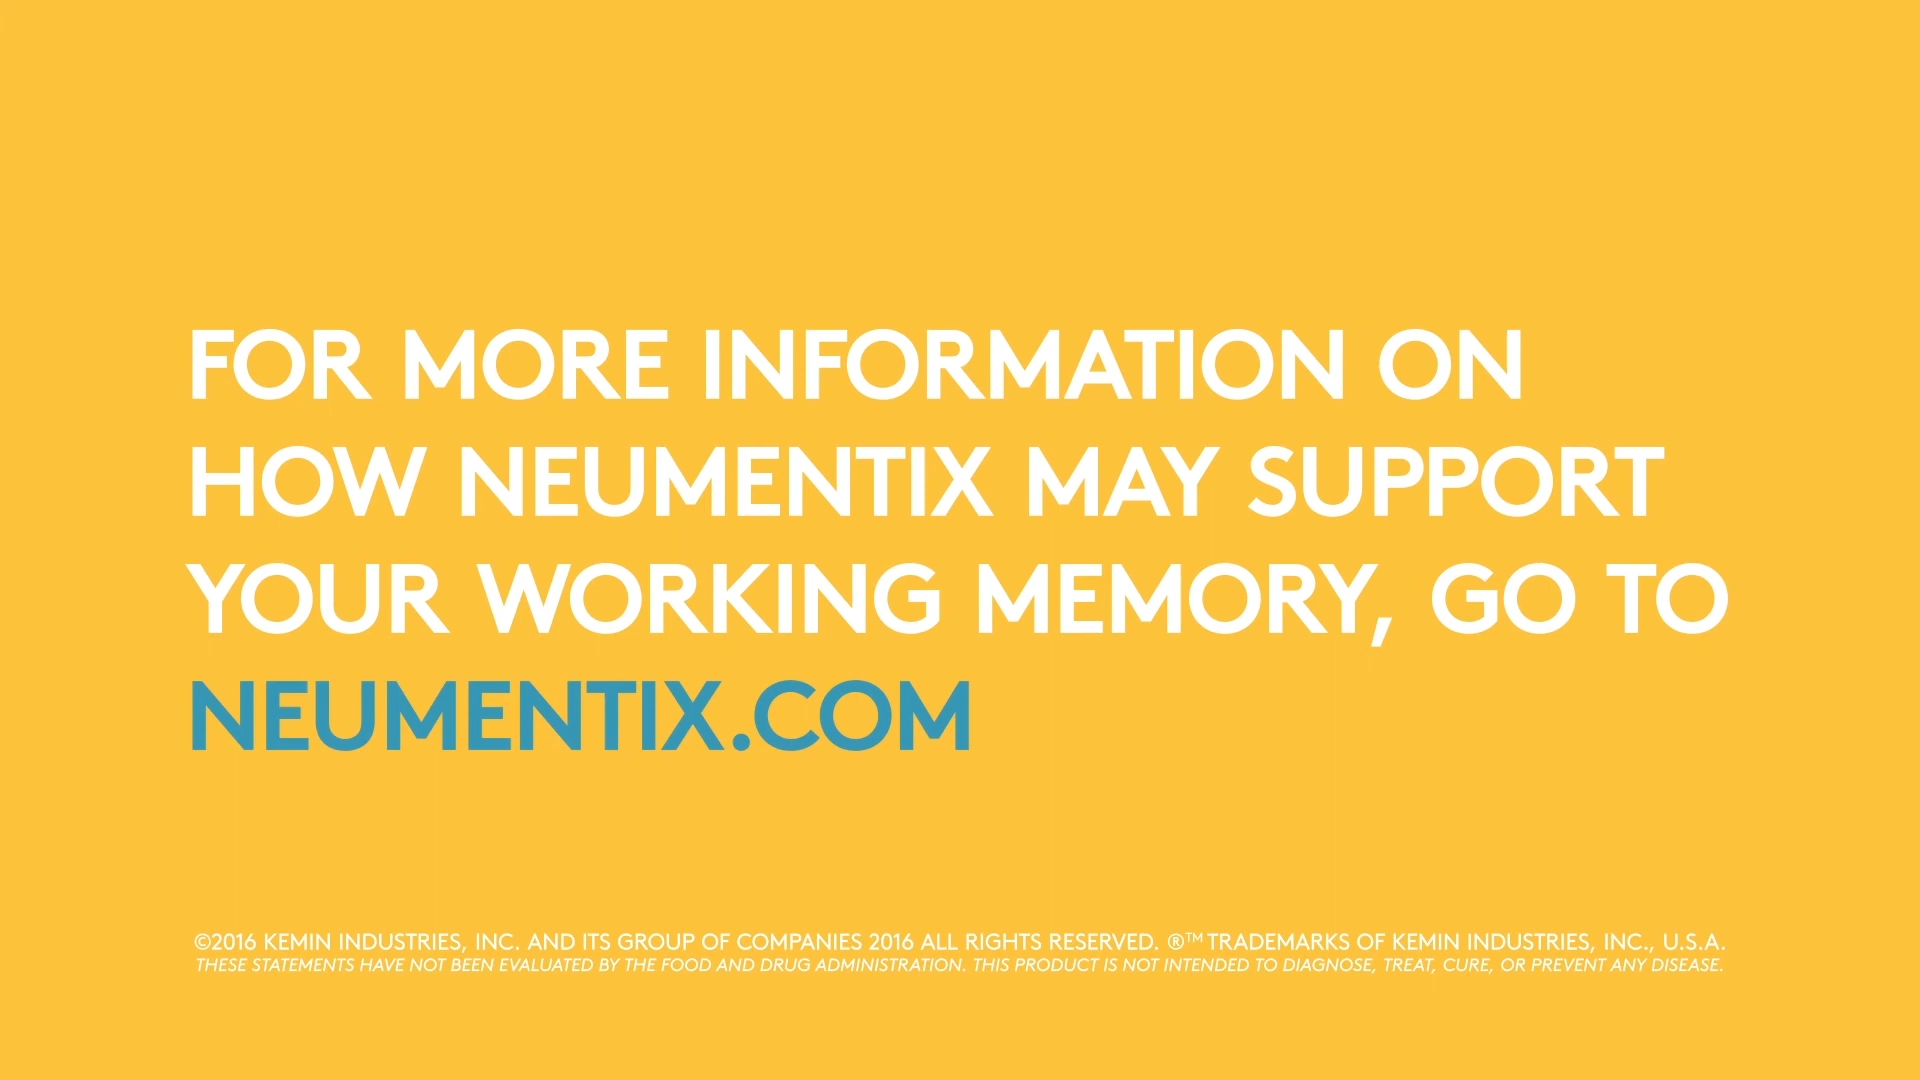 FOR MORE INFORMATION ON
HOW NEUMENTIX MAY SUPPORT
YOUR WORKING MEMORY, GO TO
NEUMENTIX.COM
©2016 KEMIN INDUSTRIES, INC. AND ITS GROUP OF COMPANIES 2016 ALL RIGHTS RESERVED. ®™ TRADEMARKS OF KEMIN INDUSTRIES, INC., U.S.A.
THESE STATEMENTS HAVE NOT BEEN EVALUATED BY THE FOOD AND DRUG ADMINISTRATION. THIS PRODUCT IS NOT INTENDED TO DIAGNOSE, TREAT, CURE, OR PREVENT ANY DISEASE.